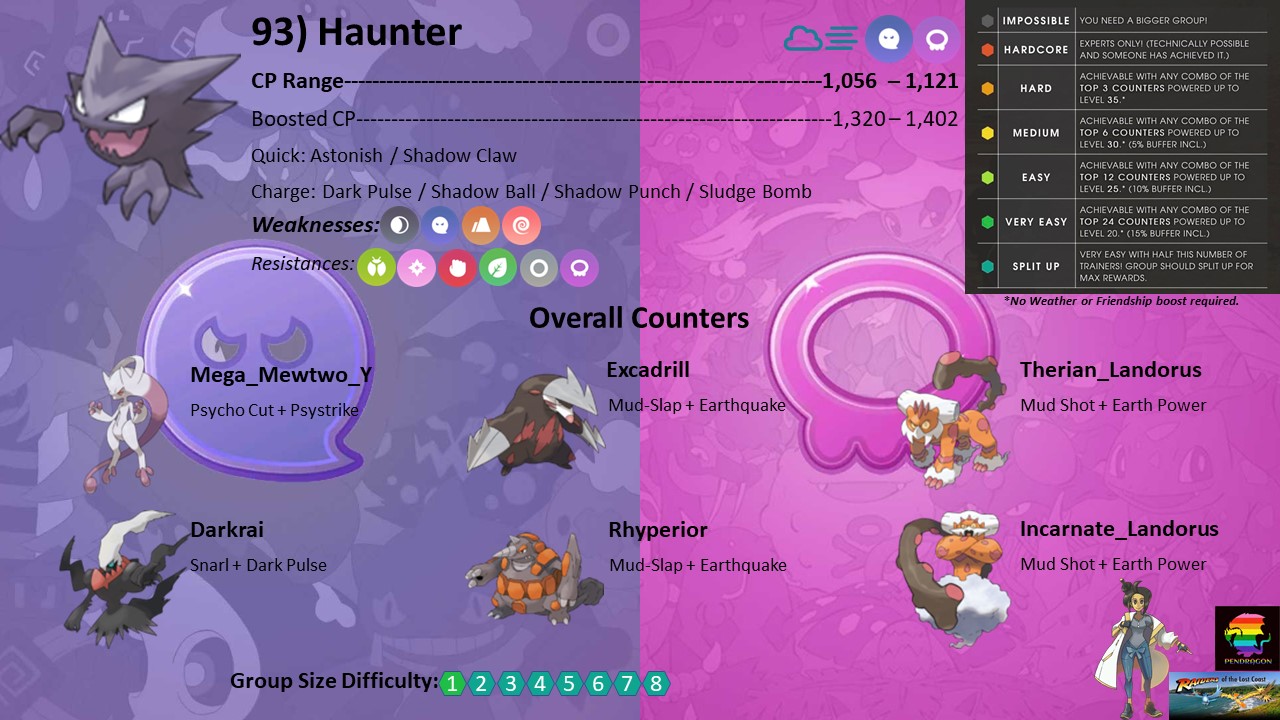 93) Haunter
CP Range------------------------------------------------------------------------1,056 – 1,121
Boosted CP------------------------------------------------------------------------1,320 – 1,402
Quick: Astonish / Shadow Claw
Charge: Dark Pulse / Shadow Ball / Shadow Punch / Sludge Bomb
Weaknesses:
Resistances:
IMPOSSIBLE YOU NEED A BIGGER GROUP!
HARDCORE EXPERTS ONLY! (TECHNICALLY POSSIBLE
AND SOMEONE HAS ACHIEVED IT.)
HARD ACHIEVABLE WITH ANY COMBO OF THE
TOP 3 COUNTERS POWERED UP TO
LEVEL 35.*
MEDIUM ACHIEVABLE WITH ANY COMBO OF THE
TOP 6 COUNTERS POWERED UP TO
LEVEL 30.* (5% BUFFER INCL.)
EASY ACHIEVABLE WITH ANY COMBO OF THE
TOP 12 COUNTERS POWERED UP TO
LEVEL 25.* (10% BUFFER INCL.)
VERY EASY ACHIEVABLE WITH ANY COMBO OF THE
TOP 24 COUNTERS POWERED UP TO
LEVEL 20.* (15% BUFFER INCL.)
SPLIT UP VERY EASY WITH HALF THIS NUMBER OF
TRAINERS! GROUP SHOULD SPLIT UP FOR
MAX REWARDS.
*No Weather or Friendship boost required.
Overall Counters
Mega_Mewtwo_Y
Psycho Cut + Psystrike
Excadrill
Mud-Slap + Earthquake
Therian_Landorus
Mud Shot + Earth Power
Darkrai
Snarl + Dark Pulse
Rhyperior
Mud-Slap + Earthquake
Incarnate_Landorus
Mud Shot + Earth Power
Group Size Difficulty: 1 2 3 4 5 6 7 8
PENDRAGON
RAIDERS of the Lost Coast